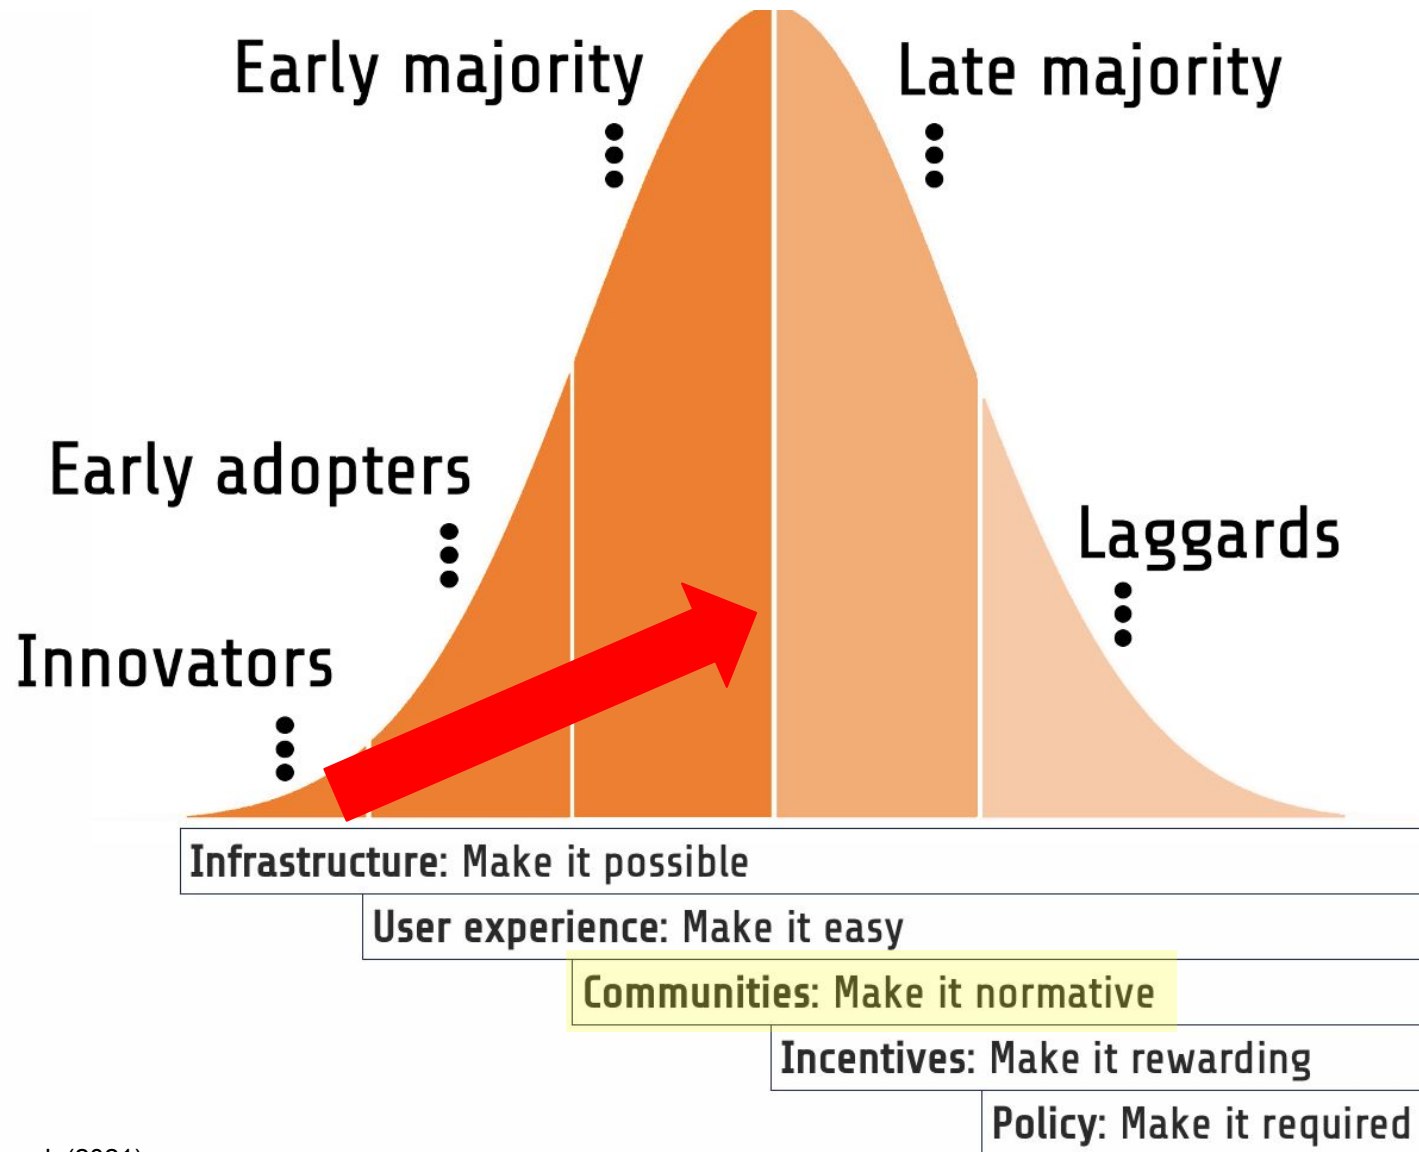 Early majority
Late majority
Early adopters
Laggards
Innovators
Infrastructure: Make it possible
User experience: Make it easy
Communities: Make it normative
Incentives: Make it rewarding
Policy: Make it required